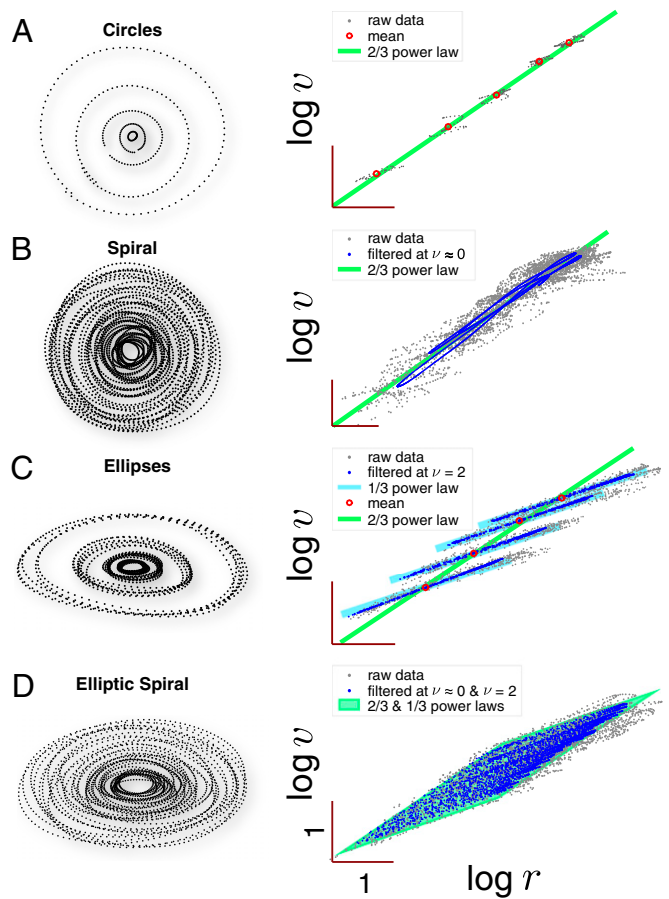 A
Circles
raw data
mean
2/3 power law
log v
B
Spiral
raw data
filtered at ν ≈ 0
2/3 power law
log v
C
Ellipses
raw data
filtered at ν = 2
1/3 power law
mean
2/3 power law
log v
D
Elliptic Spiral
raw data
filtered at ν ≈ 0 & ν = 2
2/3 & 1/3 power laws
log v
1
1
log r